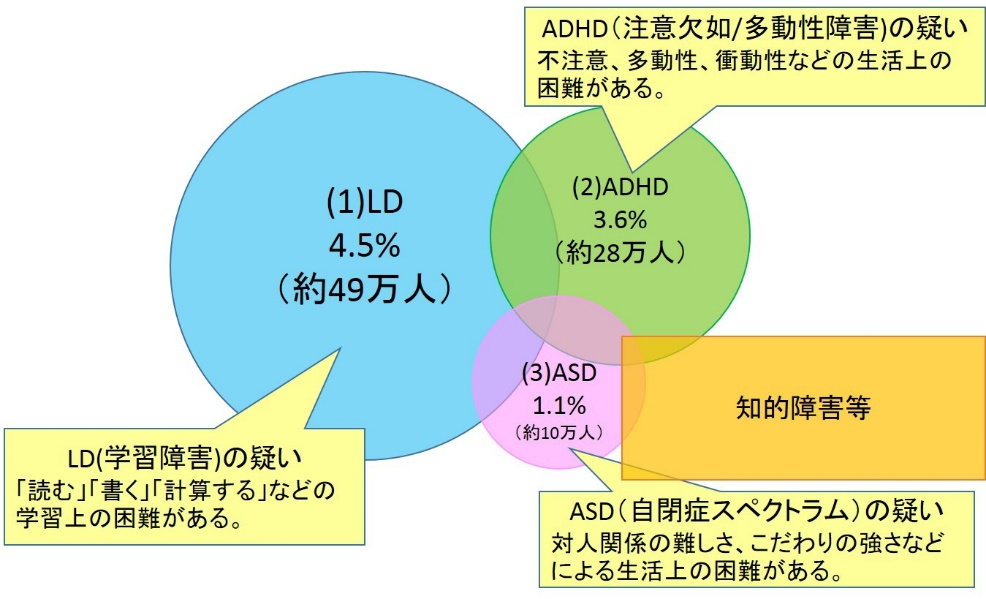 ADHD(注意欠如/多動性障害)の疑い
不注意、多動性、衝動性などの生活上の
困難がある。
(1)LD
4.5%
(約49万人)
(2)ADHD
3.6%
(約28万人)
(3)ASD
1.1%
(約10万人)
知的障害等
LD(学習障害)の疑い
「読む」「書く」「計算する」などの
学習上の困難がある。
ASD(自閉症スペクトラム)の疑い
対人関係の難しさ、こだわりの強さなど
による生活上の困難がある。